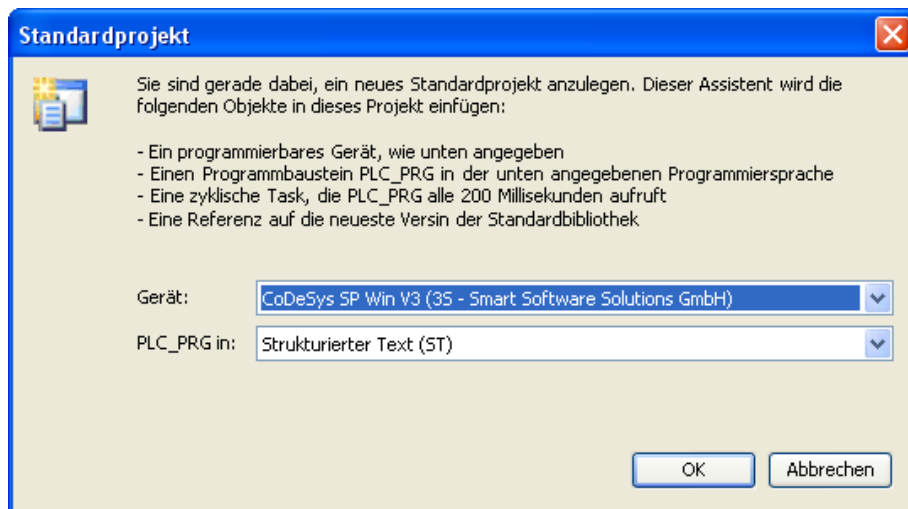 Standardprojekt
Sie sind gerade dabei, ein neues Standardprojekt anzulegen. Dieser Assistent wird die
folgenden Objekte in dieses Projekt einfügen:
- Ein programmierbares Gerät, wie unten angegeben
- Einen Programmbaustein PLC_PRG in der unten angegebenen Programmiersprache
- Eine zyklische Task, die PLC_PRG alle 200 Millisekunden aufruft
- Eine Referenz auf die neueste Versin der Standardbibliothek
Gerät: CoDeSys SP Win V3 (3S - Smart Software Solutions GmbH)
PLC_PRG in: Strukturierter Text (ST)
OK Abbrechen